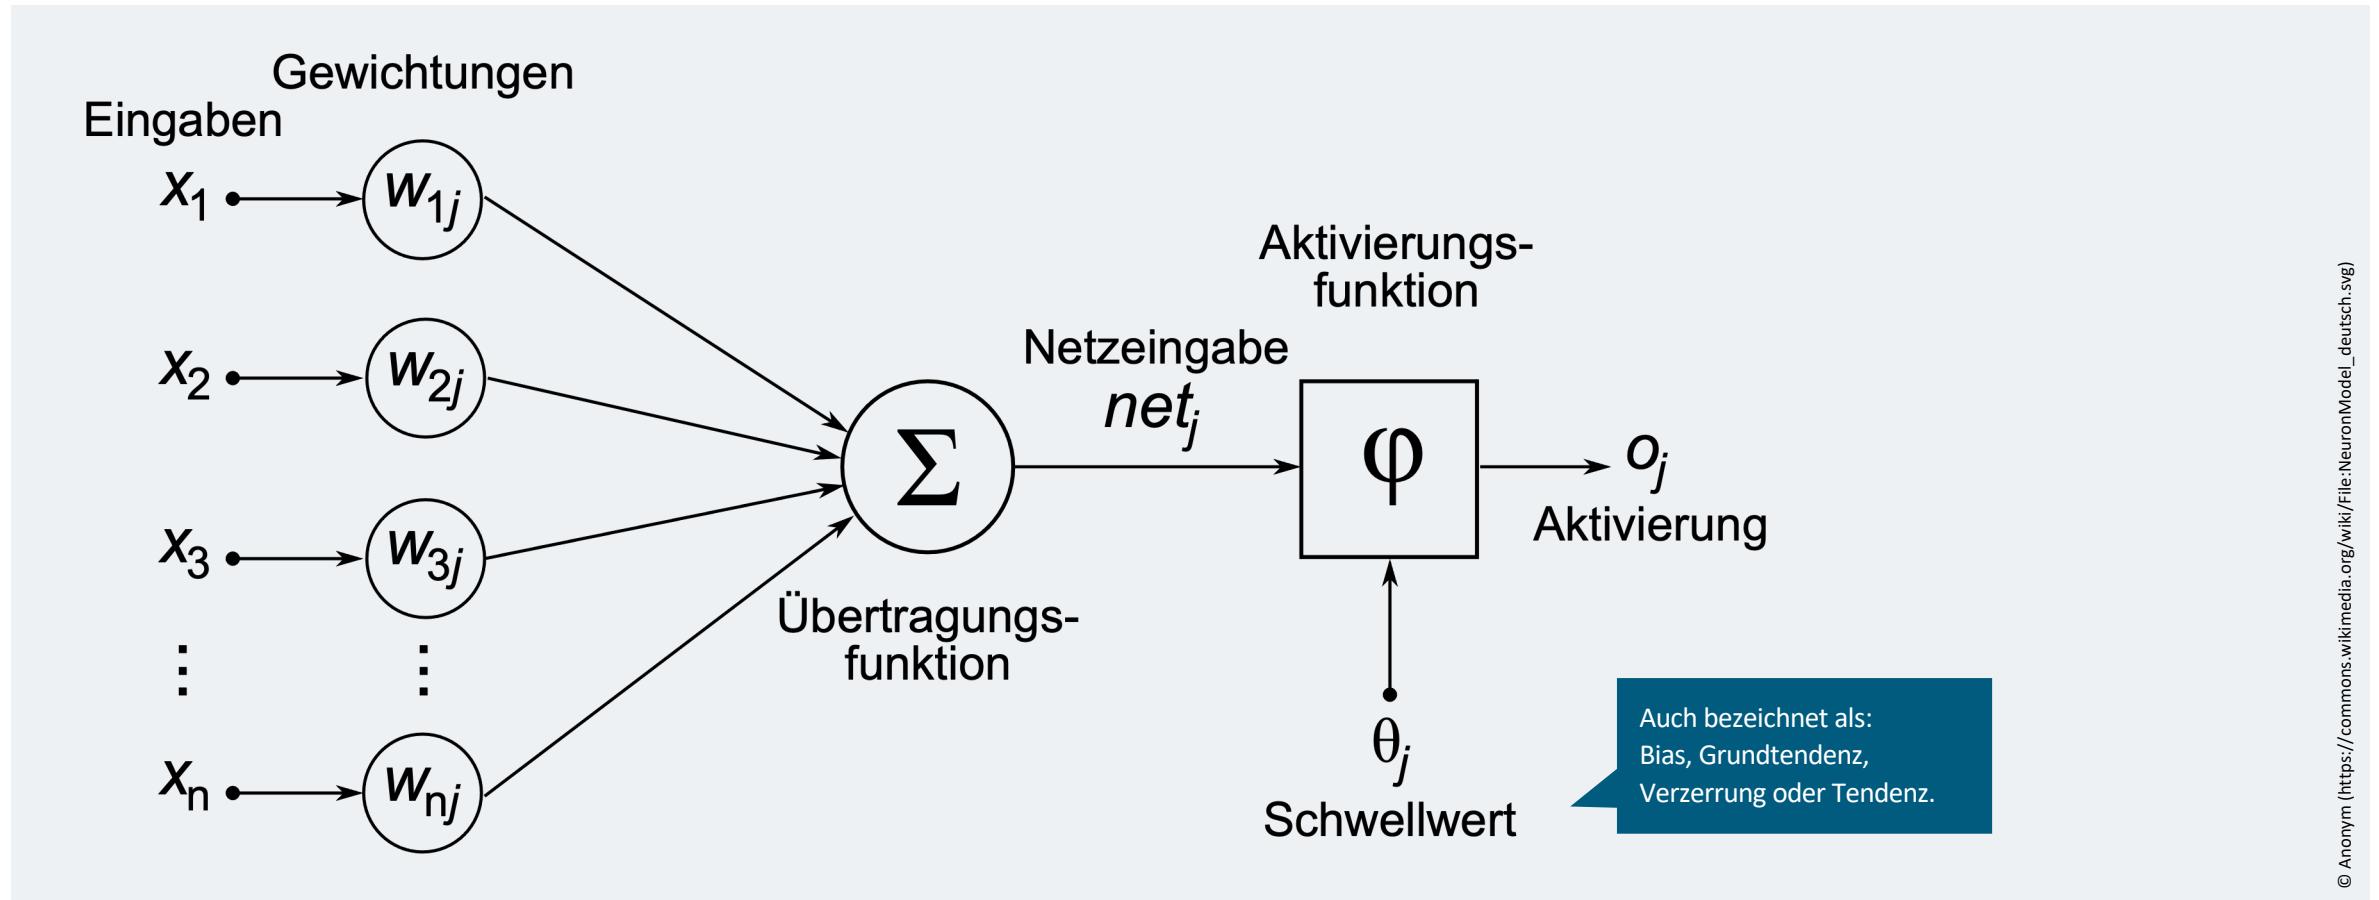 Gewichtungen
Eingaben
x1
w1j
x2
w2j
x3
w3j
⋮
⋮
xn
wnj
Σ
Übertragungs-
funktion
Netzeingabe
netj
Aktivierungs-
funktion
φ
oj
Aktivierung
θj
Schwellwert
Auch bezeichnet als:
Bias, Grundtendenz,
Verzerrung oder Tendenz.
© Anonym (https://commons.wikimedia.org/wiki/File:NeuronModel_deutsch.svg)